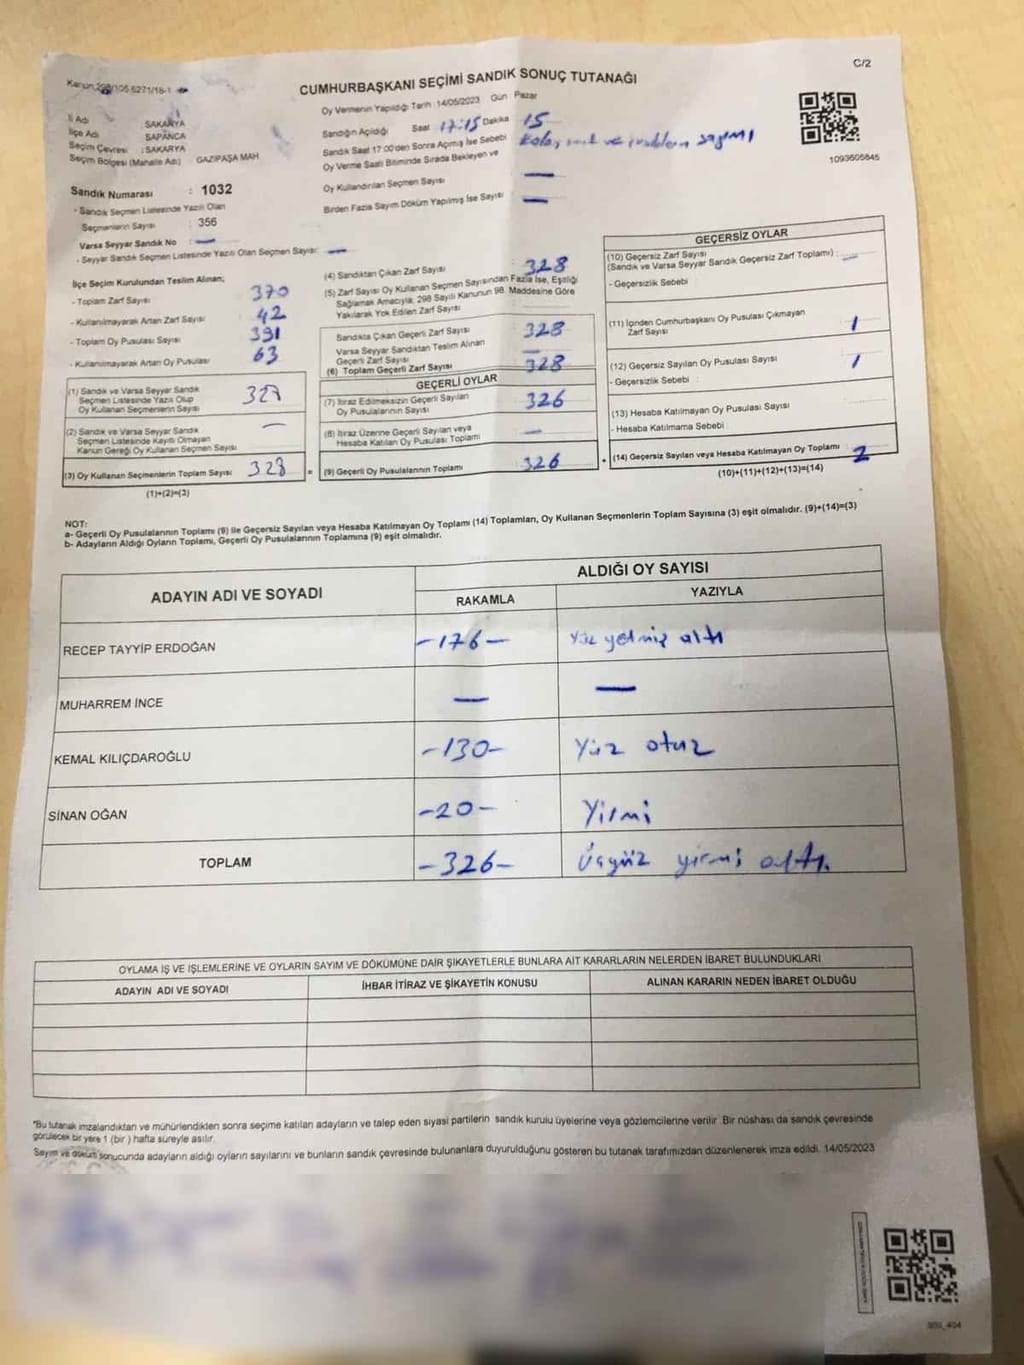 C/2
CUMHURBAŞKANI SEÇİMİ SANDIK SONUÇ TUTANAĞI
Oy Vermenin Yapıldığı Tarih :14/05/2023 Gün Pazar
İl Adı SAKARYA
İlçe Adı SAPANCA
Seçim Çevresi : SAKARYA
Seçim Bölgesi (Mahalle Adı) GAZİPAŞA MAH
Sandığın Açıldığı Saat 17:15 Dakika 15
Sandık Saat 17:00'den Sonra Açımış İse Sebebi
Oy Verme Saati Bitiminde Sırada Bekleyen ve
Oy Kullandırılan Seçmen Sayısı —
Birden Fazla Sayım Döküm Yapılmış İse Sayısı —
1093605845
Sandık Numarası : 1032
- Sandık Seçmen Listesinde Yazılı Olan
Seçmenlerin Sayısı : 356
Varsa Seyyar Sandık No : —
- Seyyar Sandık Seçmen Listesinde Yazılı Olan Seçmen Sayısı: —
İlçe Seçim Kurulundan Teslim Alınan;
- Toplam Zarf Sayısı 370
- Kullanılmayarak Artan Zarf Sayısı 42
- Toplam Oy Pusulası Sayısı 391
- Kullanılmayarak Artan Oy Pusulası 63
(1) Sandık ve Varsa Seyyar Sandık
Seçmen Listesinde Yazılı Olup
Oy Kullanan Seçmenlerin Sayısı
(2) Sandık ve Varsa Seyyar Sandık
Seçmen Listesinde Kayıtlı Olmayan
Kanun Gereği Oy Kullanan Seçmen Sayısı —
(3) Oy Kullanan Seçmenlerin Toplam Sayısı 328 =
(1)+(2)=(3)
(4) Sandıktan Çıkan Zarf Sayısı 328
(5) Zarf Sayısı Oy Kullanan Seçmen Sayısından Fazla İse, Eşitliği
Sağlamak Amacıyla, 298 Sayılı Kanunun 98. Maddesine Göre
Yakılarak Yok Edilen Zarf Sayısı
Sandıkta Çıkan Geçerli Zarf Sayısı 328
Varsa Seyyar Sandıktan Teslim Alınan
Geçerli Zarf Sayısı —
(6) Toplam Geçerli Zarf Sayısı 328
GEÇERLİ OYLAR
(7) İtiraz Edilmeksizin Geçerli Sayılan
Oy Pusulalarının Sayısı 326
(8) İtiraz Üzerine Geçerli Sayılan veya
Hesaba Katılan Oy Pusulası Toplamı —
(9) Geçerli Oy Pusulalarının Toplamı 326 +
GEÇERSİZ OYLAR
(10) Geçersiz Zarf Sayısı
(Sandık ve Varsa Seyyar Sandık Geçersiz Zarf Toplamı) : —
- Geçersizlik Sebebi
(11) İçinden Cumhurbaşkanı Oy Pusulası Çıkmayan
Zarf Sayısı 1
(12) Geçersiz Sayılan Oy Pusulası Sayısı 1
- Geçersizlik Sebebi :
(13) Hesaba Katılmayan Oy Pusulası Sayısı
- Hesaba Katılmama Sebebi :
(14) Geçersiz Sayılan veya Hesaba Katılmayan Oy Toplamı 2
(10)+(11)+(12)+(13)=(14)
NOT:
a- Geçerli Oy Pusulalarının Toplamı (9) ile Geçersiz Sayılan veya Hesaba Katılmayan Oy Toplamı (14) Toplamları, Oy Kullanan Seçmenlerin Toplam Sayısına (3) eşit olmalıdır. (9)+(14)=(3)
b- Adayların Aldığı Oyların Toplamı, Geçerli Oy Pusulalarının Toplamına (9) eşit olmalıdır.
ADAYIN ADI VE SOYADI ALDIĞI OY SAYISI
RAKAMLA YAZIYLA
RECEP TAYYİP ERDOĞAN -176- Yüz yetmiş altı
MUHARREM İNCE — —
KEMAL KILIÇDAROĞLU -130- Yüz otuz
SİNAN OĞAN -20- Yirmi
TOPLAM -326- Üçyüz yirmi altı.
OYLAMA İŞ VE İŞLEMLERİNE VE OYLARIN SAYIM VE DÖKÜMÜNE DAİR ŞİKAYETLERLE BUNLARA AİT KARARLARIN NELERDEN İBARET BULUNDUKLARI
ADAYIN ADI VE SOYADI İHBAR İTİRAZ VE ŞİKAYETİN KONUSU ALINAN KARARIN NEDEN İBARET OLDUĞU
*Bu tutanak imzalandıktan ve mühürlendikten sonra seçime katılan adayların ve talep eden siyasi partilerin sandık kurulu üyelerine veya gözlemcilerine verilir. Bir nüshası da sandık çevresinde
görülecek bir yere 1 (bir ) hafta süreyle asılır.
Sayım ve döküm sonucunda adayların aldığı oyların sayılarını ve bunların sandık çevresinde bulunanlara duyurulduğunu gösteren bu tutanak tarafımızdan düzenlenerek imza edildi. 14/05/2023